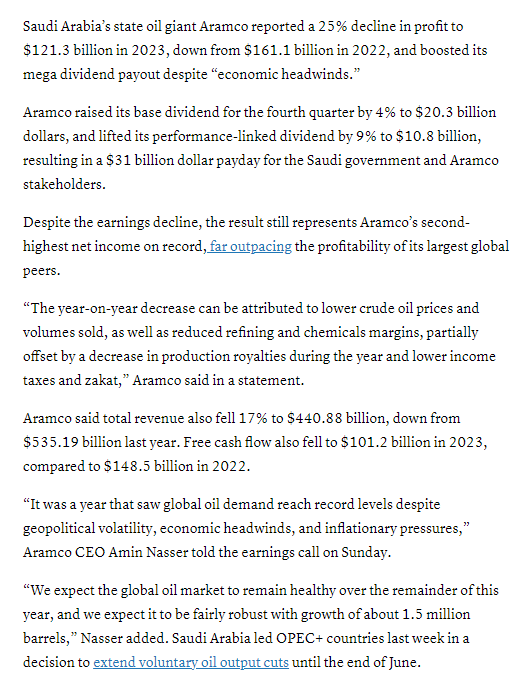 Saudi Arabia’s state oil giant Aramco reported a 25% decline in profit to
$121.3 billion in 2023, down from $161.1 billion in 2022, and boosted its
mega dividend payout despite “economic headwinds.”
Aramco raised its base dividend for the fourth quarter by 4% to $20.3 billion
dollars, and lifted its performance-linked dividend by 9% to $10.8 billion,
resulting in a $31 billion dollar payday for the Saudi government and Aramco
stakeholders.
Despite the earnings decline, the result still represents Aramco’s second-
highest net income on record, far outpacing the profitability of its largest global
peers.
“The year-on-year decrease can be attributed to lower crude oil prices and
volumes sold, as well as reduced refining and chemicals margins, partially
offset by a decrease in production royalties during the year and lower income
taxes and zakat,” Aramco said in a statement.
Aramco said total revenue also fell 17% to $440.88 billion, down from
$535.19 billion last year. Free cash flow also fell to $101.2 billion in 2023,
compared to $148.5 billion in 2022.
“It was a year that saw global oil demand reach record levels despite
geopolitical volatility, economic headwinds, and inflationary pressures,”
Aramco CEO Amin Nasser told the earnings call on Sunday.
“We expect the global oil market to remain healthy over the remainder of this
year, and we expect it to be fairly robust with growth of about 1.5 million
barrels,” Nasser added. Saudi Arabia led OPEC+ countries last week in a
decision to extend voluntary oil output cuts until the end of June.